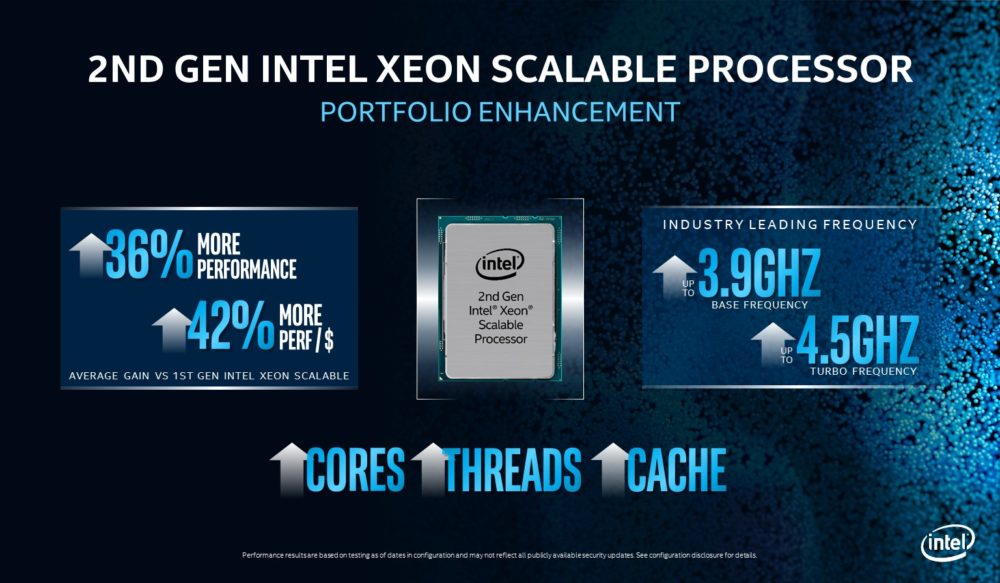 2ND GEN INTEL XEON SCALABLE PROCESSOR
PORTFOLIO ENHANCEMENT
36% MORE
PERFORMANCE
42% MORE
PERF/$
AVERAGE GAIN VS 1ST GEN INTEL XEON SCALABLE
intel
2nd Gen
Intel® Xeon®
Scalable
Processor
INDUSTRY LEADING FREQUENCY
UP TO 3.9GHZ
BASE FREQUENCY
UP TO 4.5GHZ
TURBO FREQUENCY
CORES THREADS CACHE
Performance results are based on testing as of dates in configuration and may not reflect all publicly available security updates. See configuration disclosure for details.
intel